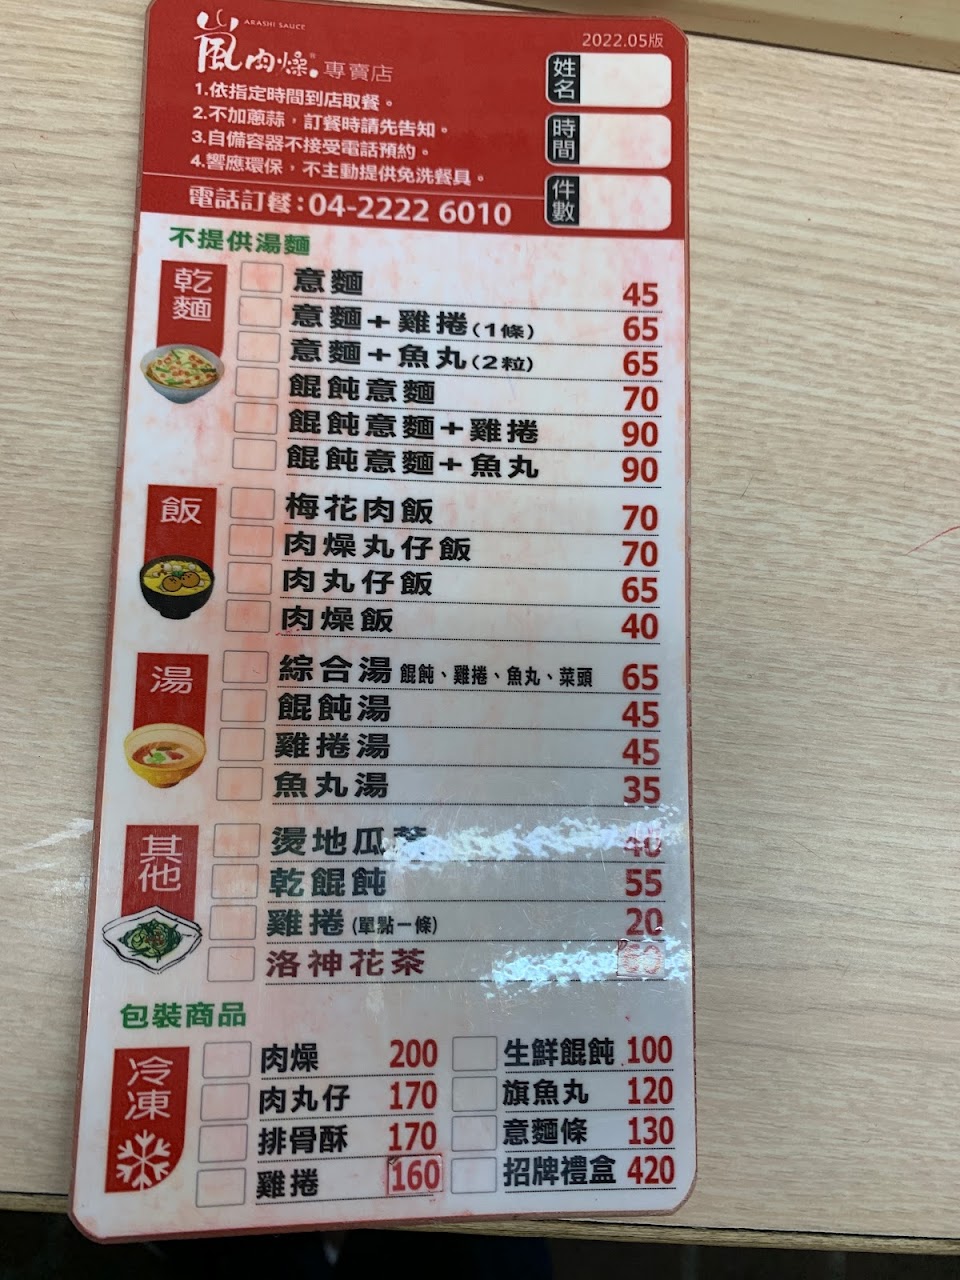 ARASHI SAUCE
嵐肉燥®專賣店
2022.05版
1.依指定時間到店取餐。
2.不加蔥蒜，訂餐時請先告知。
3.自備容器不接受電話預約。
4.響應環保，不主動提供免洗餐具。
電話訂餐：04-2222 6010
姓名
時間
件數
不提供湯麵
乾麵
意麵 45
意麵＋雞捲(1條) 65
意麵＋魚丸(2粒) 65
餛飩意麵 70
餛飩意麵＋雞捲 90
餛飩意麵＋魚丸 90
飯
梅花肉飯 70
肉燥丸仔飯 70
肉丸仔飯 65
肉燥飯 40
湯
綜合湯 餛飩、雞捲、魚丸、菜頭 65
餛飩湯 45
雞捲湯 45
魚丸湯 35
其他
燙地瓜葉 40
乾餛飩 55
雞捲(單點一條) 20
洛神花茶
包裝商品
冷凍
肉燥 200 生鮮餛飩 100
肉丸仔 170 旗魚丸 120
排骨酥 170 意麵條 130
雞捲 160 招牌禮盒 420